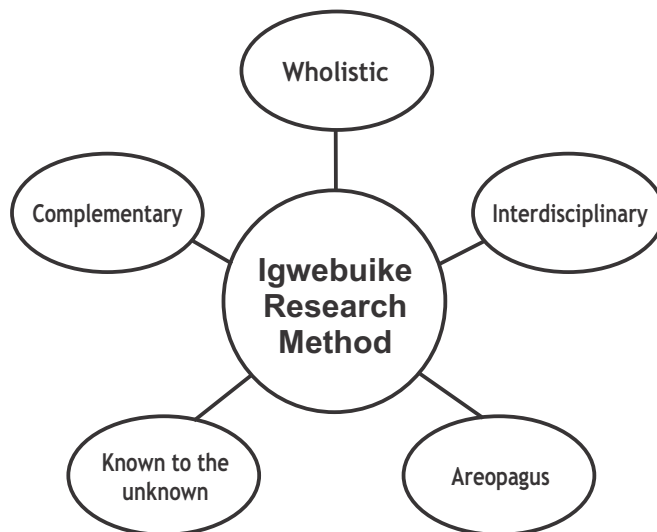 Wholistic
Complementary
Interdisciplinary
Igwebuike
Research
Method
Known to the
unknown
Areopagus